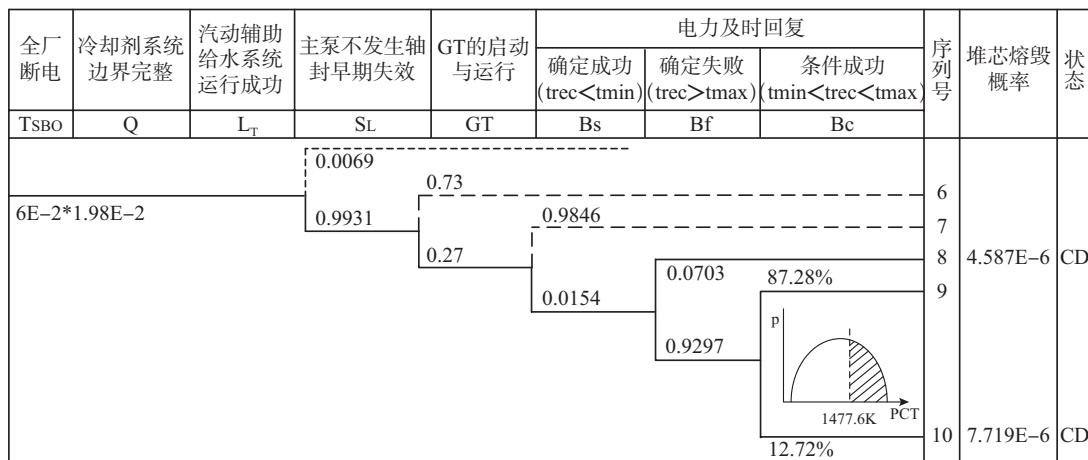 全厂断电
冷却剂系统边界完整
汽动辅助给水系统运行成功
主泵不发生轴封早期失效
GT的启动与运行
电力及时回复
确定成功
(trec<tmin)
确定失败
(trec>tmax)
条件成功
(tmin<trec<tmax)
序列号
堆芯熔毁概率
状态
TSBO Q LT SL GT Bs Bf Bc
0.0069
0.73 6
6E-2*1.98E-2 0.9931 0.9846 7
0.27 8 4.587E-6 CD
0.0703 87.28%
0.0154 9
p
0.9297
1477.6K PCT
10 7.719E-6 CD
12.72%